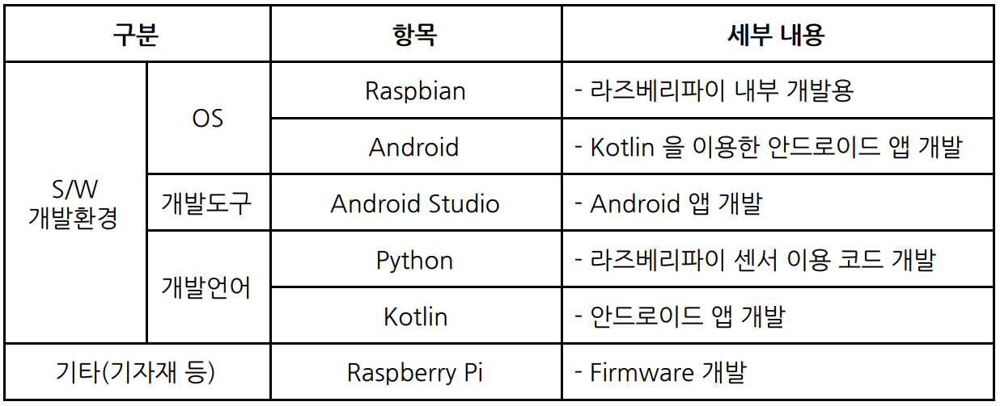 구분 항목 세부 내용
S/W
개발환경
OS
Raspbian - 라즈베리파이 내부 개발용
Android - Kotlin 을 이용한 안드로이드 앱 개발
개발도구 Android Studio - Android 앱 개발
개발언어
Python - 라즈베리파이 센서 이용 코드 개발
Kotlin - 안드로이드 앱 개발
기타(기자재 등) Raspberry Pi - Firmware 개발